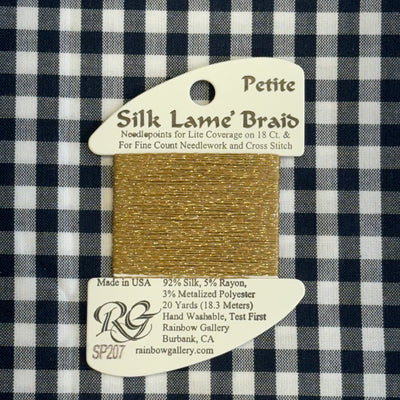 Petite
Silk Lame' Braid
Needlepoints for Lite Coverage on 18 Ct. &
For Fine Count Needlework and Cross Stitch
Made in USA
92% Silk, 5% Rayon,
3% Metalized Polyester
20 Yards (18.3 Meters)
Hand Washable, Test First
Rainbow Gallery
Burbank, CA
RG
SP207
rainbowgallery.com